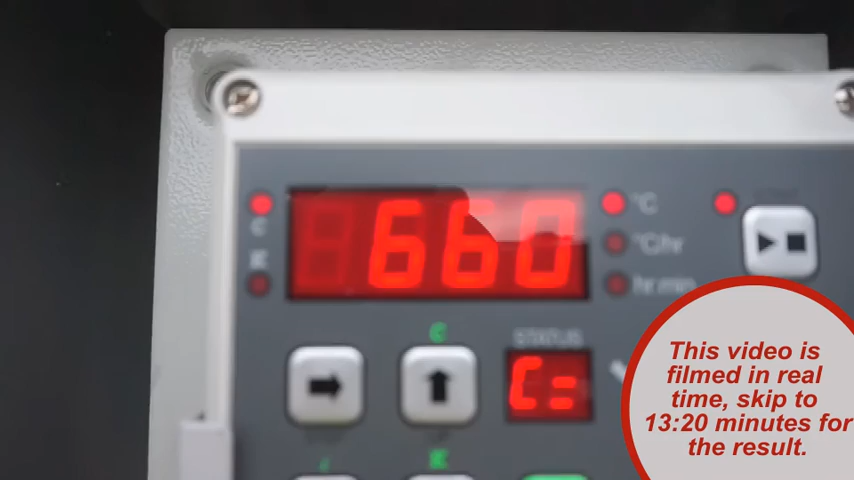 660
°C
°C/hr
hr.min
C
K
C
STATUS
C=
K
This video is
filmed in real
time, skip to
13:20 minutes for
the result.